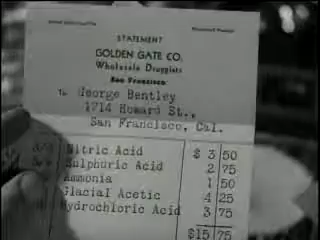 STATEMENT
GOLDEN GATE CO.
Wholesale Druggists
San Francisco
To George Bentley
1714 Howard St.,
San Francisco, Cal.
Nitric Acid $ 3 50
Sulphuric Acid 2 75
Ammonia 1 50
Glacial Acetic 4 25
Hydrochloric Acid 3 75
$15 75